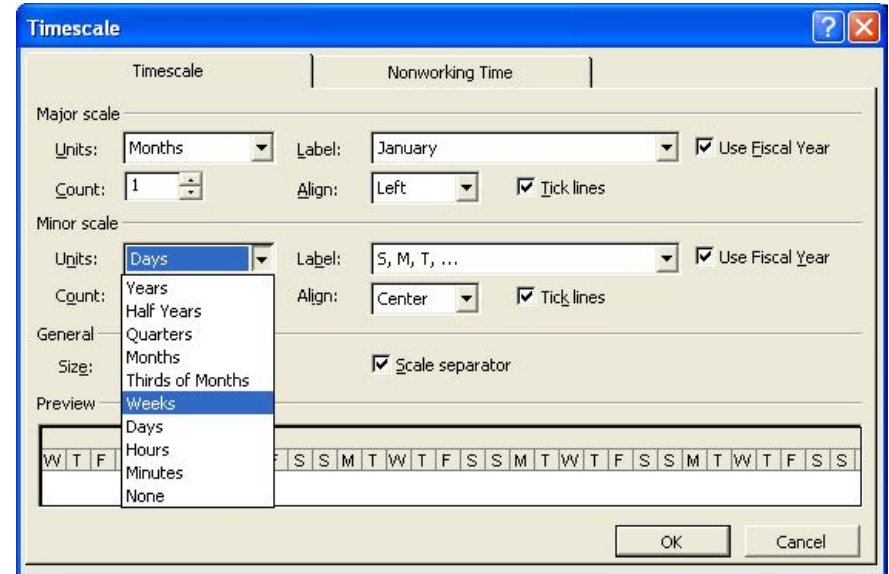 Timescale
Timescale Nonworking Time
Major scale
Units: Months Label: January Use Fiscal Year
Count: 1 Align: Left Tick lines
Minor scale
Units: Days Label: S, M, T, ... Use Fiscal Year
Count: Align: Center Tick lines
Years
Half Years
Quarters
Months
Thirds of Months
Weeks
Days
Hours
Minutes
None
General
Size: Scale separator
Preview
W T F F S S M T W T F S S M T W T F S S M T W T F S S
OK Cancel